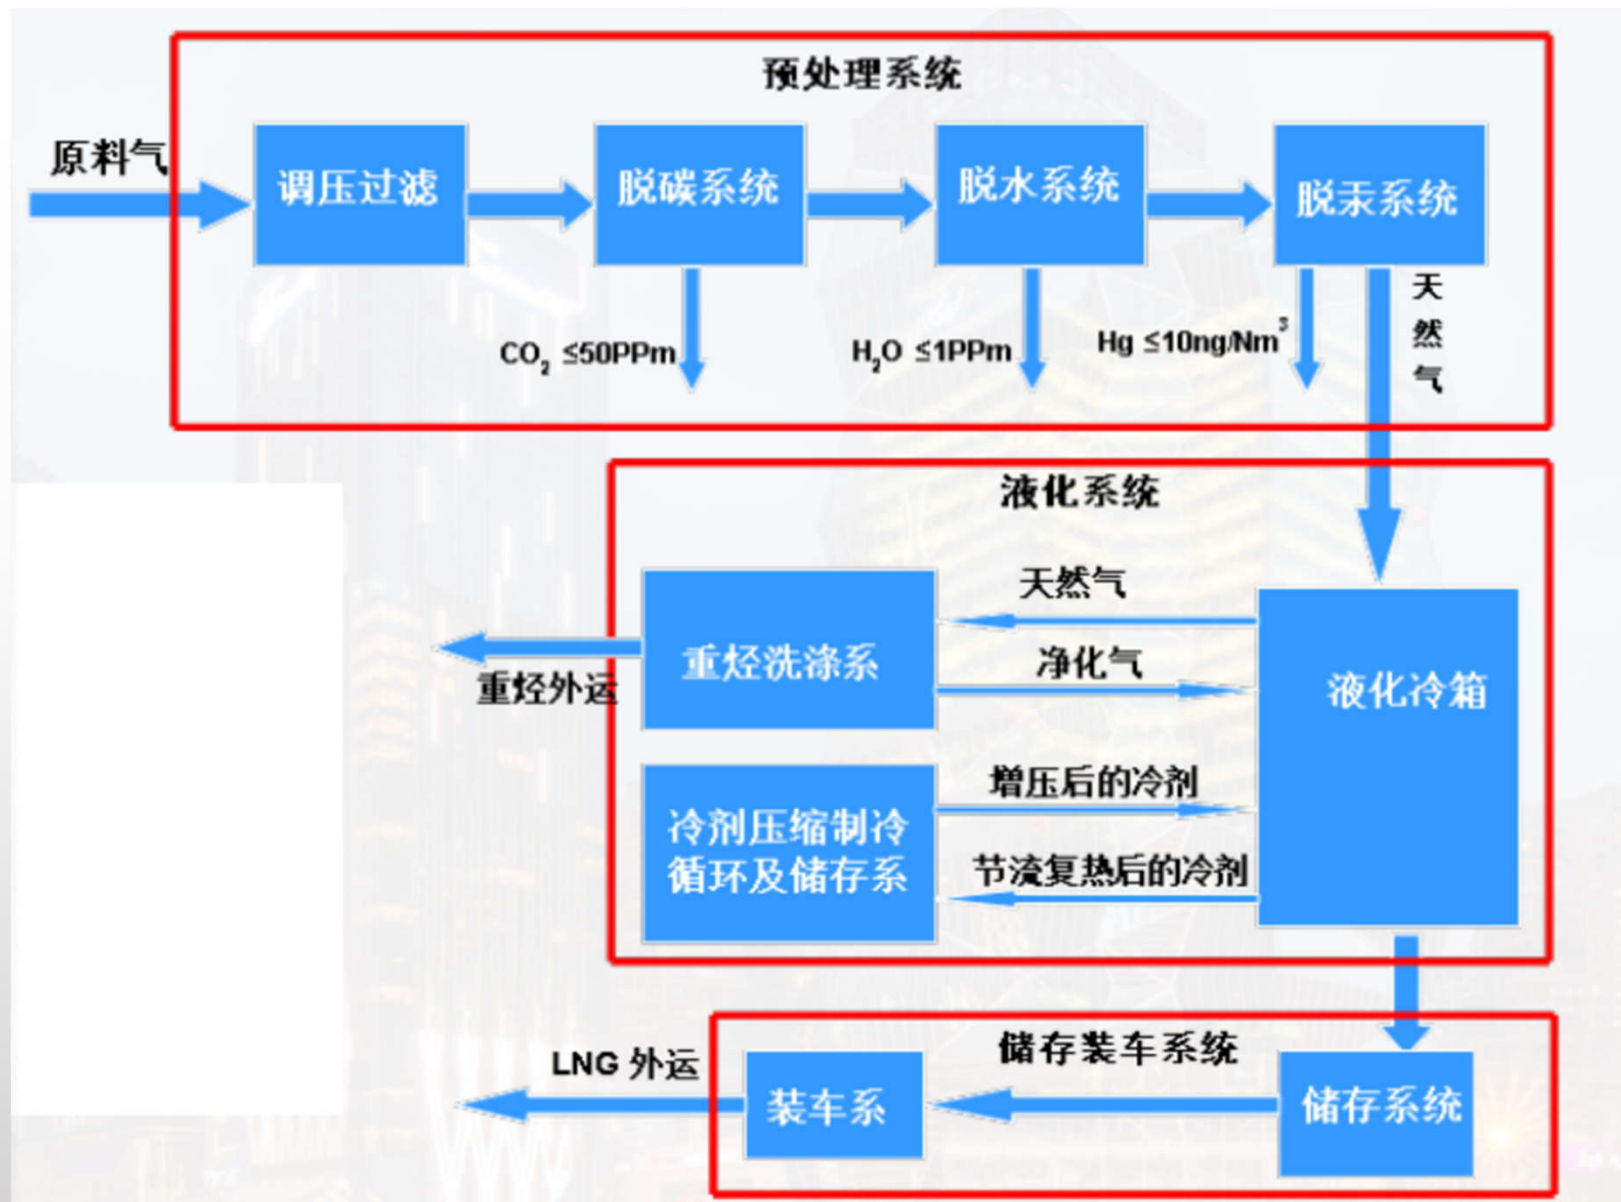 预处理系统
原料气
调压过滤
脱碳系统
脱水系统
脱汞系统
CO₂ ≤50PPm
H₂O ≤1PPm
Hg ≤10ng/Nm³
天
然
气
液化系统
天然气
重烃洗涤系
净化气
液化冷箱
重烃外运
增压后的冷剂
冷剂压缩制冷
循环及储存系
节流复热后的冷剂
储存装车系统
LNG 外运
装车系
储存系统